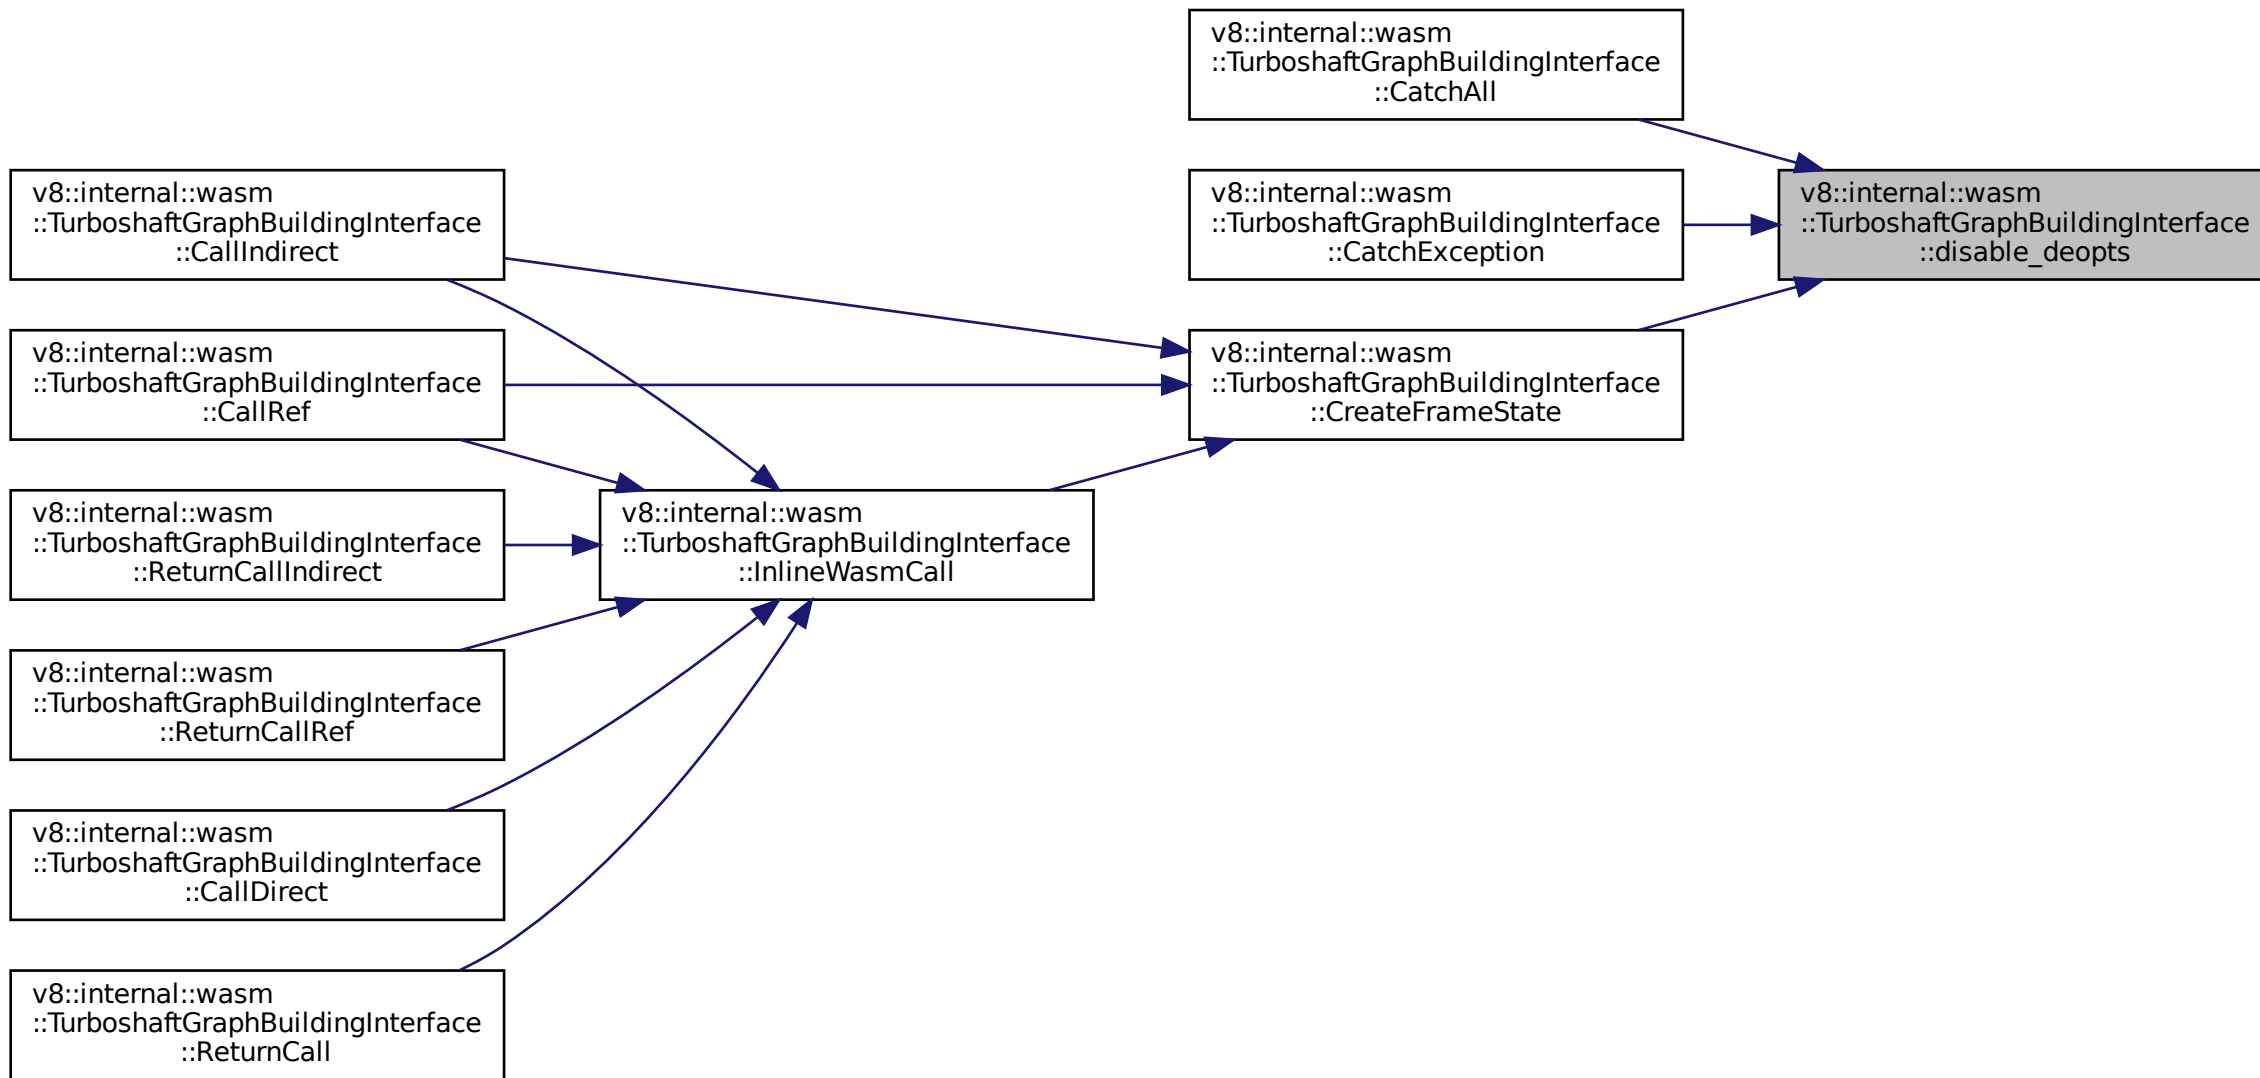 v8::internal::wasm
::TurboshaftGraphBuildingInterface
::CatchAll
v8::internal::wasm
::TurboshaftGraphBuildingInterface
::CallIndirect
v8::internal::wasm
::TurboshaftGraphBuildingInterface
::CatchException
v8::internal::wasm
::TurboshaftGraphBuildingInterface
::disable_deopts
v8::internal::wasm
::TurboshaftGraphBuildingInterface
::CallRef
v8::internal::wasm
::TurboshaftGraphBuildingInterface
::CreateFrameState
v8::internal::wasm
::TurboshaftGraphBuildingInterface
::ReturnCallIndirect
v8::internal::wasm
::TurboshaftGraphBuildingInterface
::InlineWasmCall
v8::internal::wasm
::TurboshaftGraphBuildingInterface
::ReturnCallRef
v8::internal::wasm
::TurboshaftGraphBuildingInterface
::CallDirect
v8::internal::wasm
::TurboshaftGraphBuildingInterface
::ReturnCall